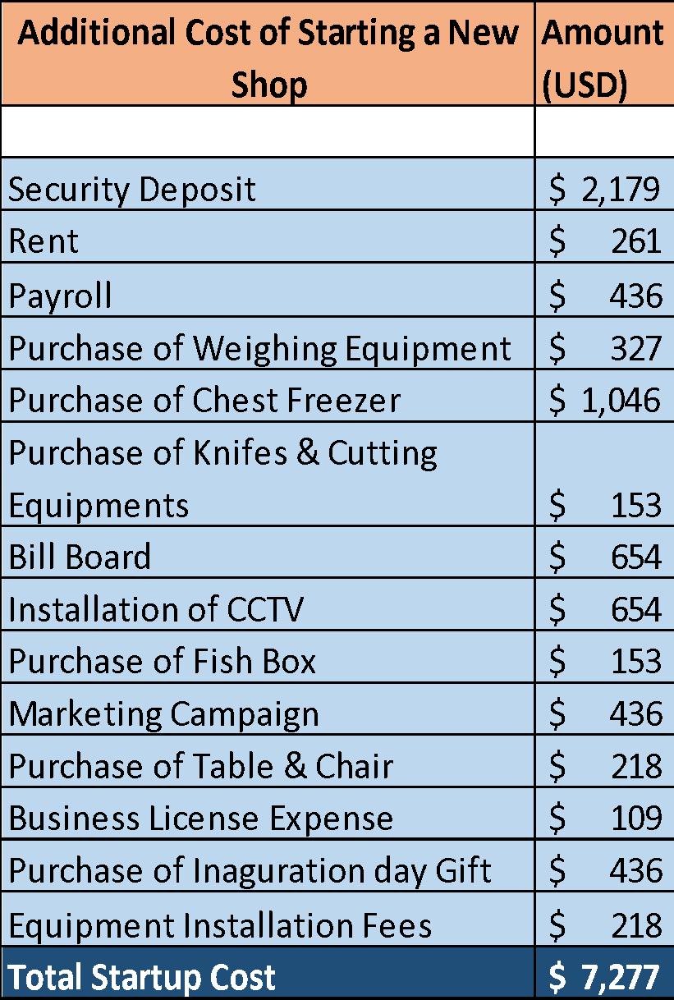 Additional Cost of Starting a New Amount
Shop (USD)
Security Deposit $ 2,179
Rent $ 261
Payroll $ 436
Purchase of Weighing Equipment $ 327
Purchase of Chest Freezer $ 1,046
Purchase of Knifes & Cutting
Equipments $ 153
Bill Board $ 654
Installation of CCTV $ 654
Purchase of Fish Box $ 153
Marketing Campaign $ 436
Purchase of Table & Chair $ 218
Business License Expense $ 109
Purchase of Inaguration day Gift $ 436
Equipment Installation Fees $ 218
Total Startup Cost $ 7,277